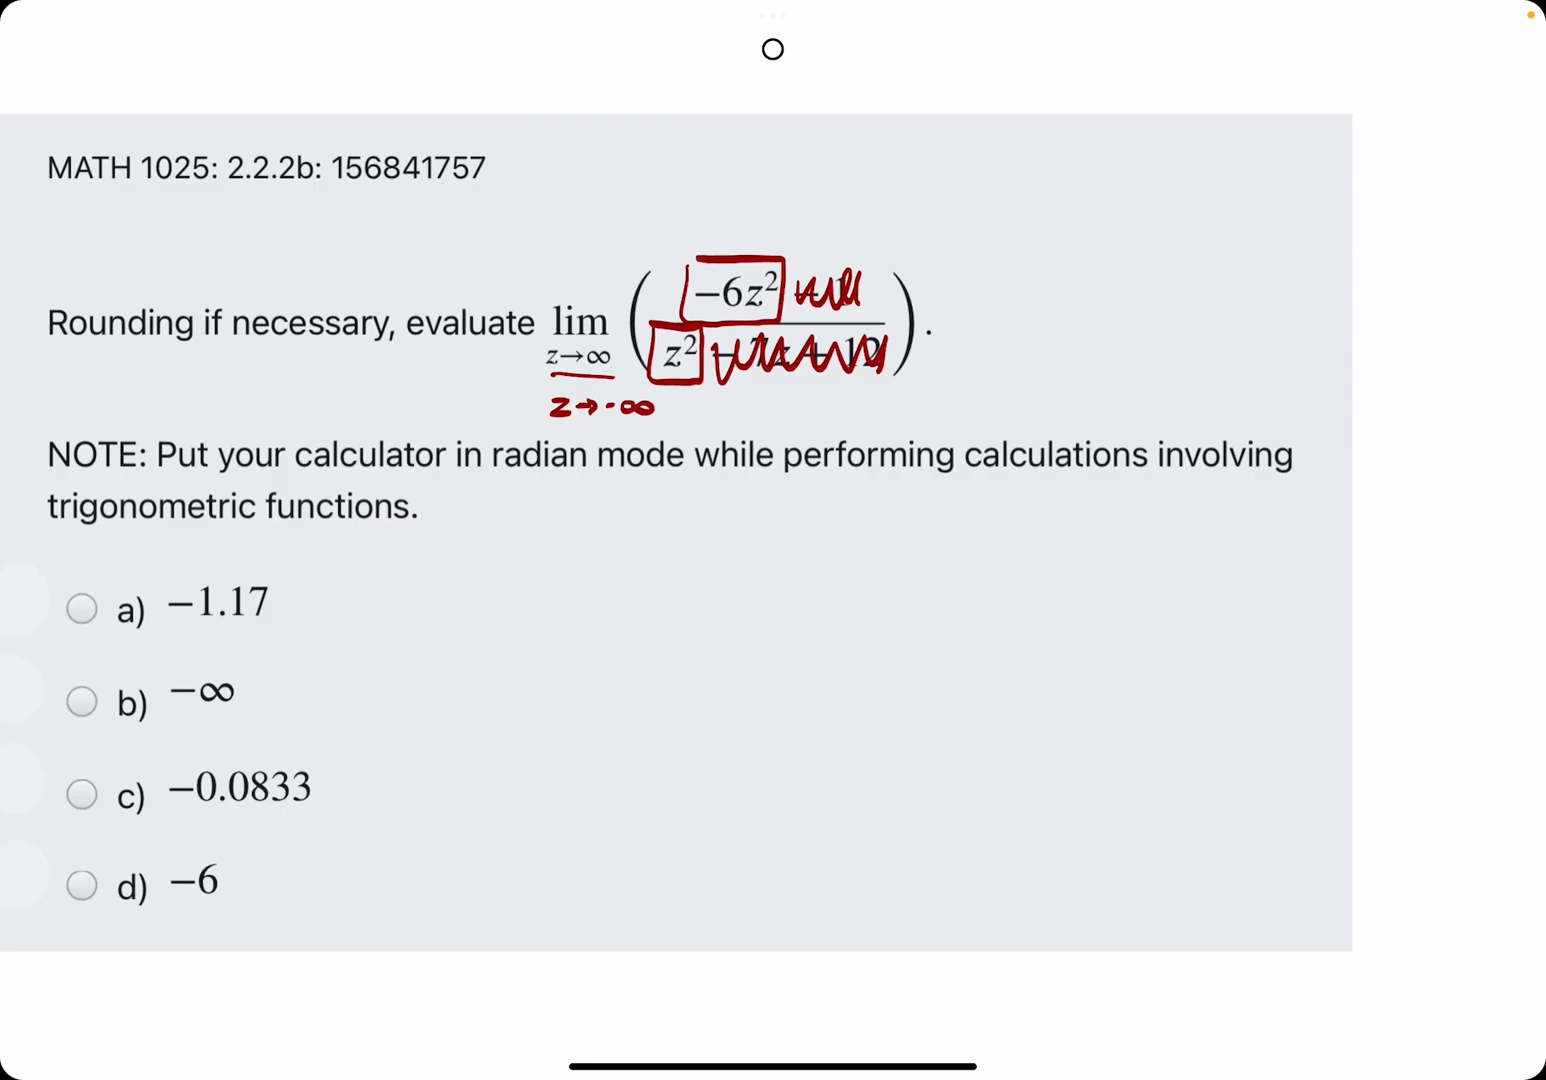 MATH 1025: 2.2.2b: 156841757
Rounding if necessary, evaluate lim z→∞ (−6z² / z²).
z→-∞
NOTE: Put your calculator in radian mode while performing calculations involving
trigonometric functions.
a) −1.17
b) −∞
c) −0.0833
d) −6